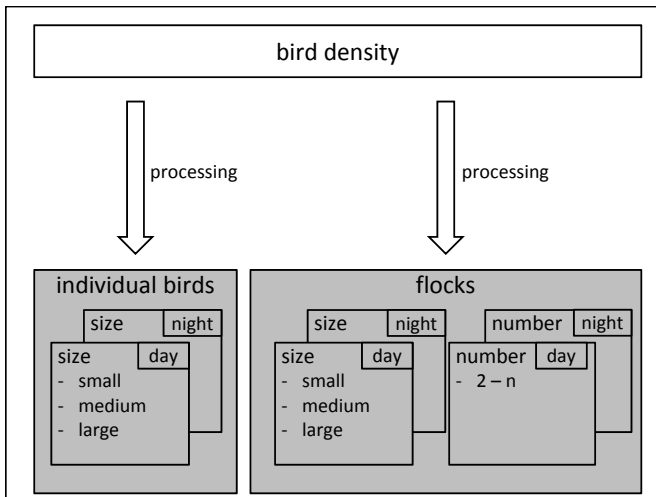 bird density
processing
processing
individual birds
size
night
size
day
- small
- medium
- large
flocks
size
night
size
day
- small
- medium
- large
number
night
number
day
- 2 – n